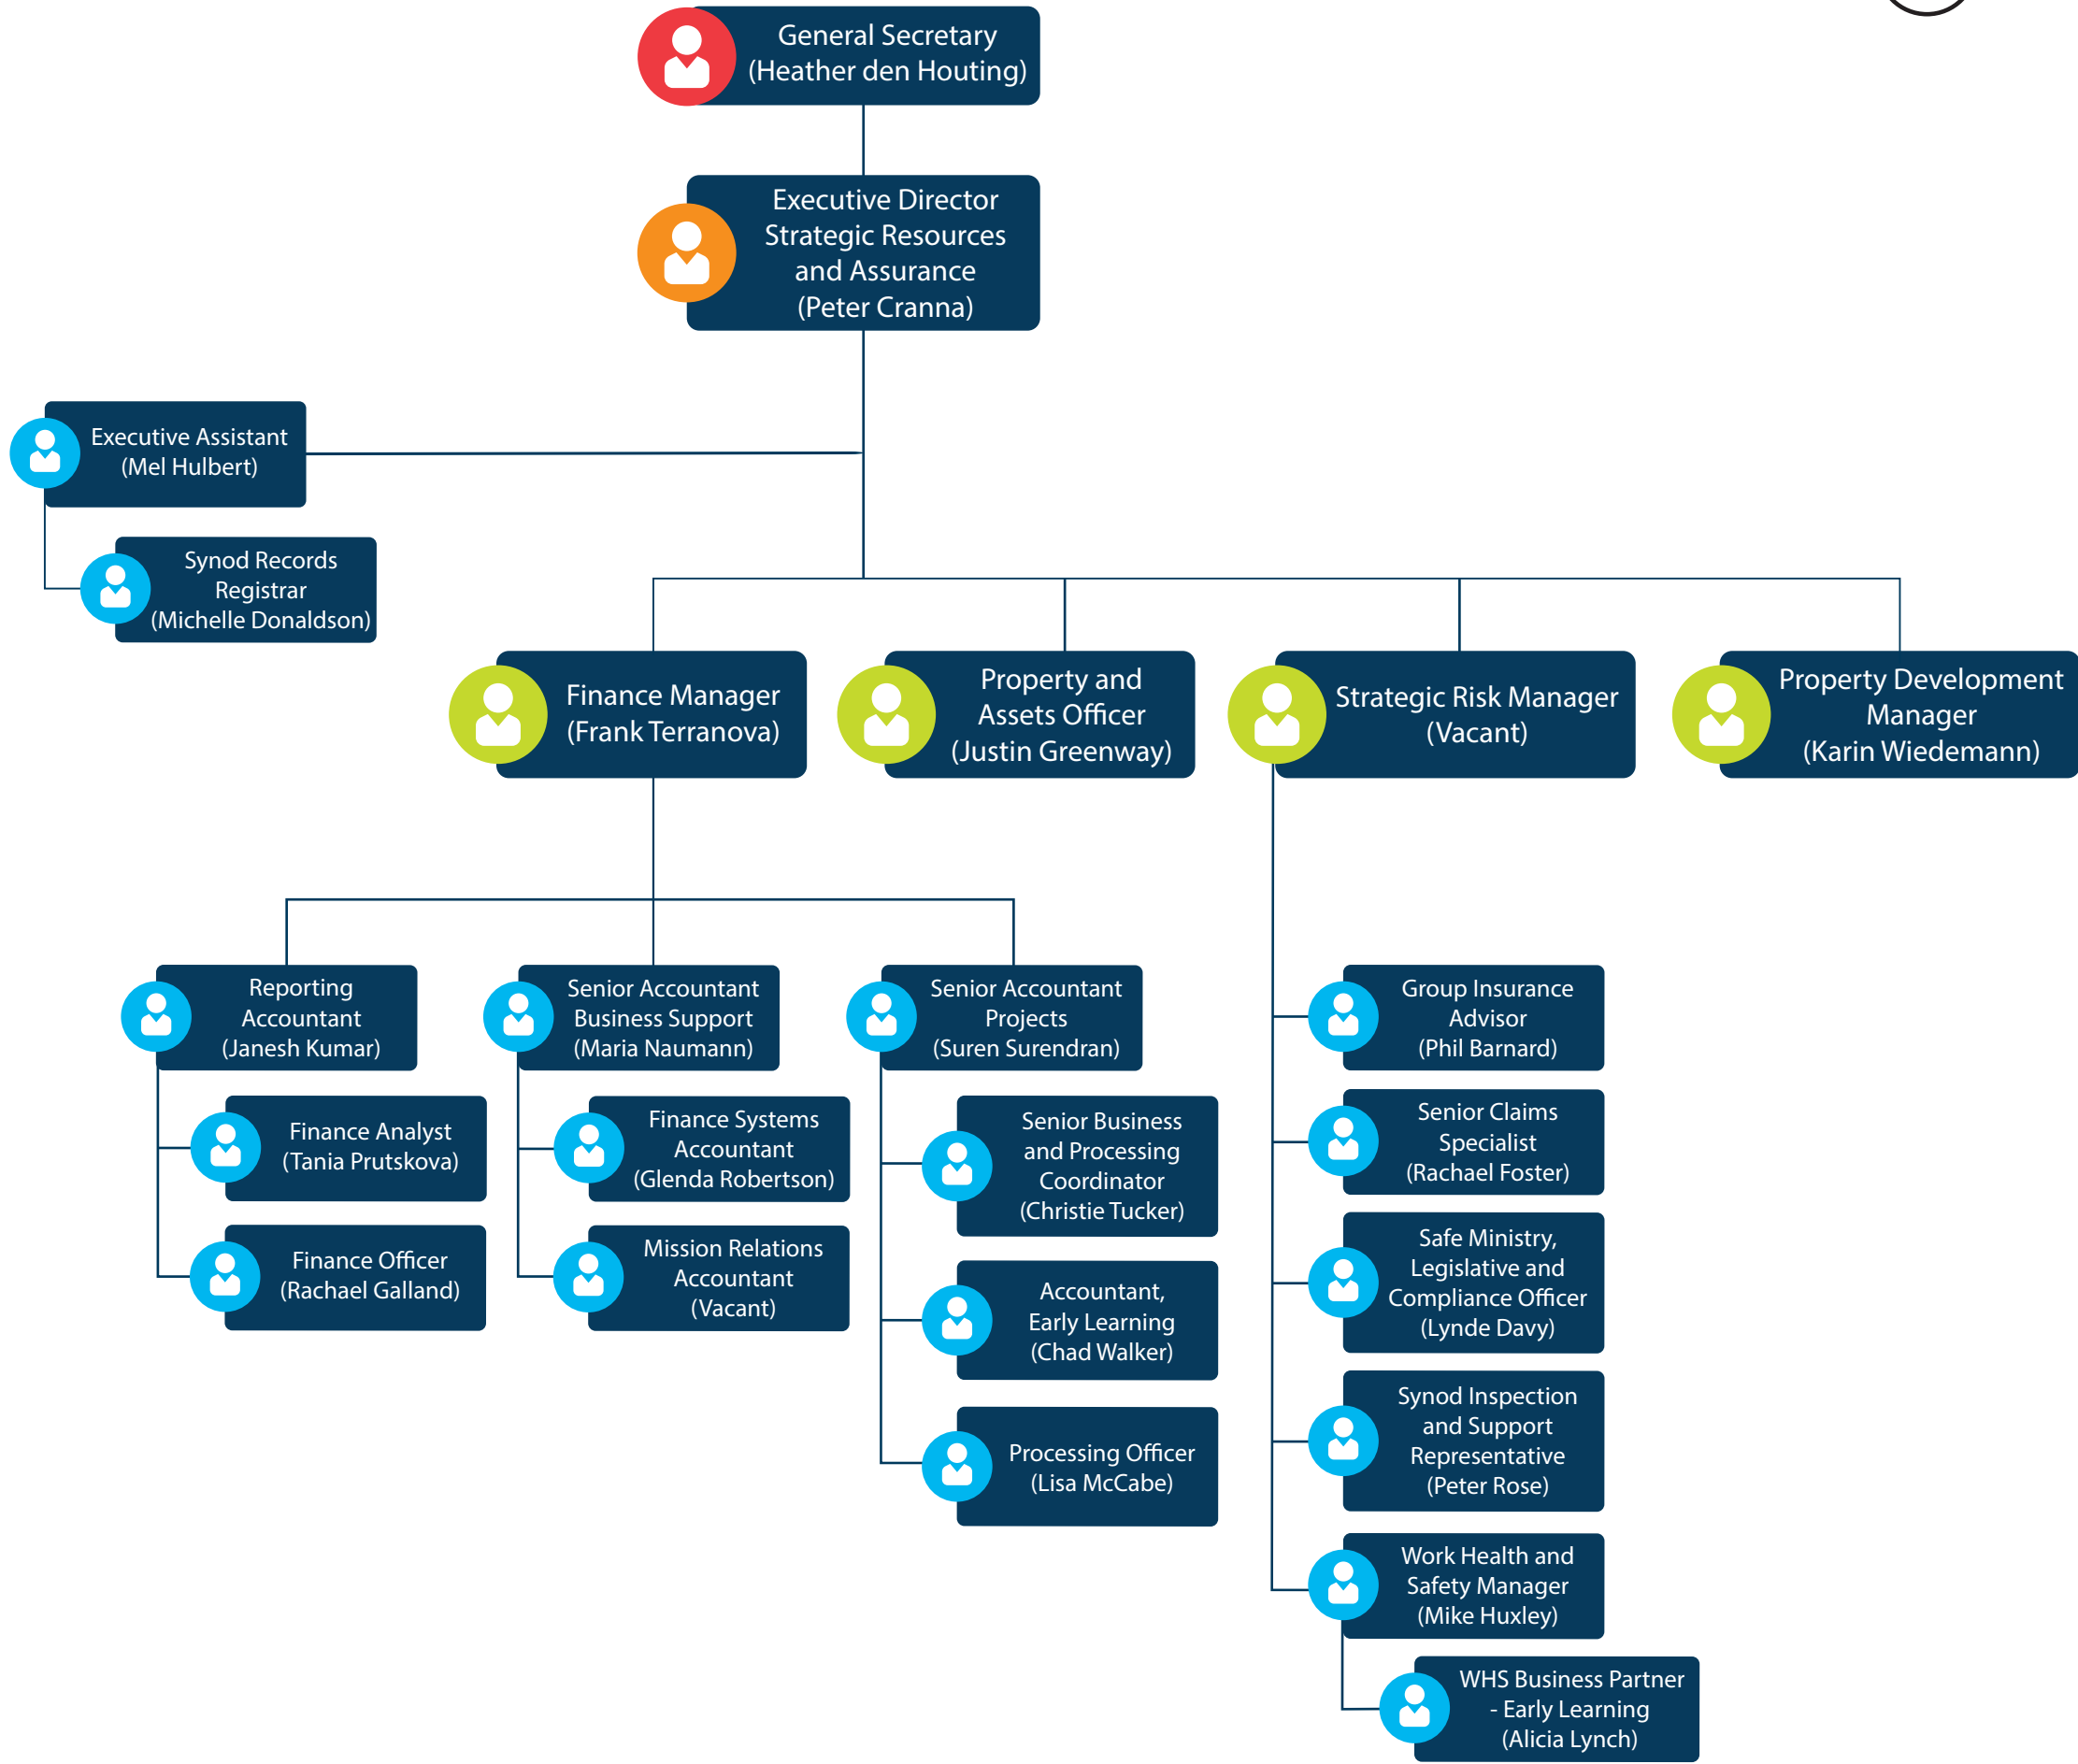 General Secretary
(Heather den Houting)
Executive Director
Strategic Resources
and Assurance
(Peter Cranna)
Executive Assistant
(Mel Hulbert)
Synod Records
Registrar
(Michelle Donaldson)
Finance Manager
(Frank Terranova)
Property and
Assets Officer
(Justin Greenway)
Strategic Risk Manager
(Vacant)
Property Development
Manager
(Karin Wiedemann)
Reporting
Accountant
(Janesh Kumar)
Finance Analyst
(Tania Prutskova)
Finance Officer
(Rachael Galland)
Senior Accountant
Business Support
(Maria Naumann)
Finance Systems
Accountant
(Glenda Robertson)
Mission Relations
Accountant
(Vacant)
Senior Accountant
Projects
(Suren Surendran)
Senior Business
and Processing
Coordinator
(Christie Tucker)
Accountant,
Early Learning
(Chad Walker)
Processing Officer
(Lisa McCabe)
Group Insurance
Advisor
(Phil Barnard)
Senior Claims
Specialist
(Rachael Foster)
Safe Ministry,
Legislative and
Compliance Officer
(Lynde Davy)
Synod Inspection
and Support
Representative
(Peter Rose)
Work Health and
Safety Manager
(Mike Huxley)
WHS Business Partner
- Early Learning
(Alicia Lynch)